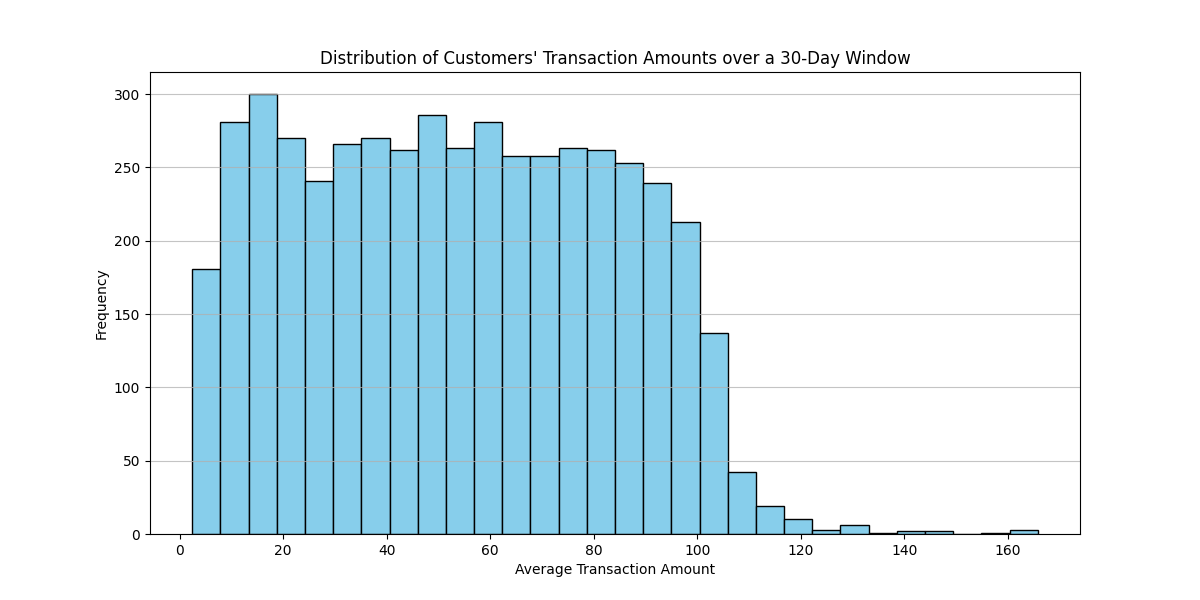 Distribution of Customers' Transaction Amounts over a 30-Day Window
300
250
200
150
100
50
0
Frequency
0 20 40 60 80 100 120 140 160
Average Transaction Amount